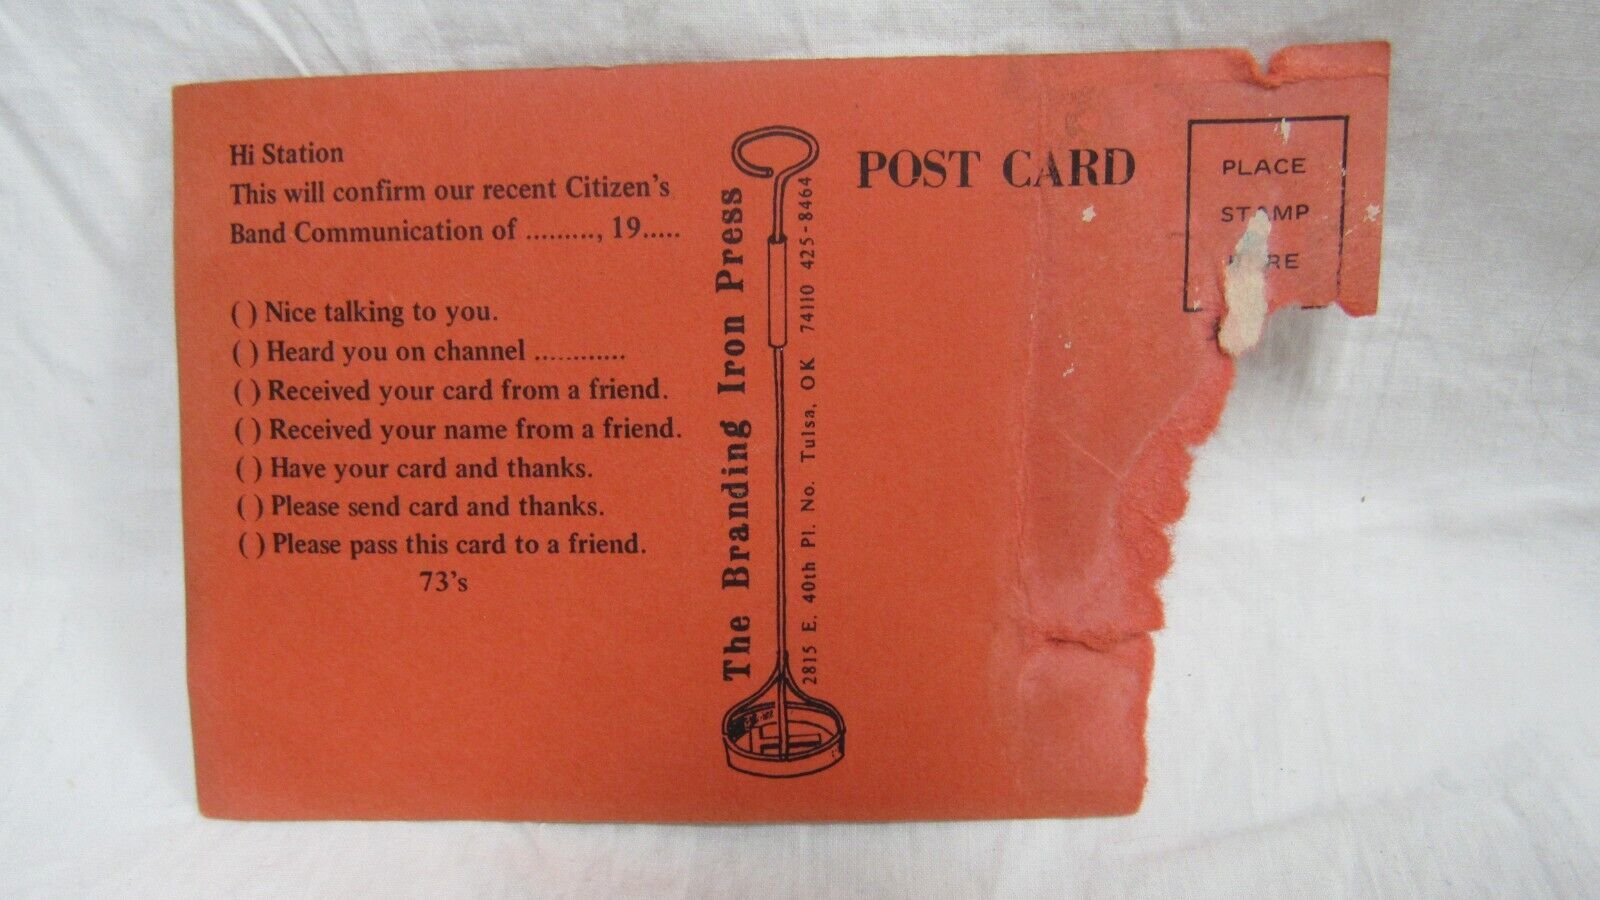 Hi Station
This will confirm our recent Citizen's
Band Communication of ........., 19.....
( ) Nice talking to you.
( ) Heard you on channel ............
( ) Received your card from a friend.
( ) Received your name from a friend.
( ) Have your card and thanks.
( ) Please send card and thanks.
( ) Please pass this card to a friend.
73's
The Branding Iron Press
2815 E. 40th Pl. No. Tulsa, OK 74110 425-8464
POST CARD
PLACE
STAMP